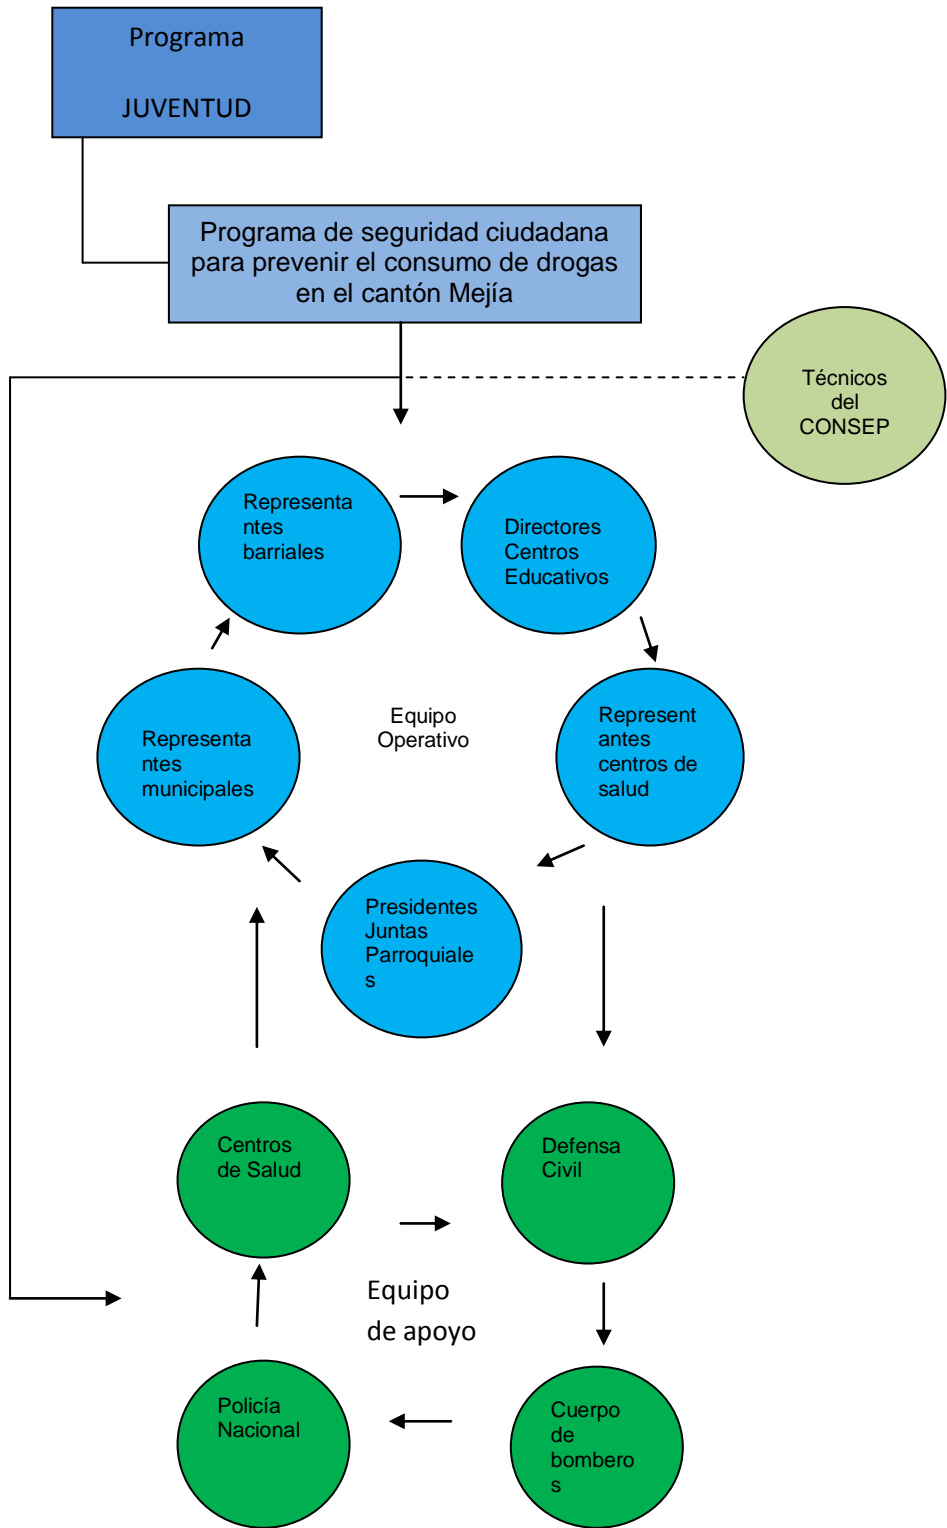 Programa
JUVENTUD
Programa de seguridad ciudadana
para prevenir el consumo de drogas
en el cantón Mejía
Técnicos
del
CONSEP
Representa
ntes
barriales
Directores
Centros
Educativos
Representa
ntes
municipales
Equipo
Operativo
Represent
antes
centros de
salud
Presidentes
Juntas
Parroquiale
s
Centros
de Salud
Defensa
Civil
Equipo
de apoyo
Policía
Nacional
Cuerpo
de
bombero
s